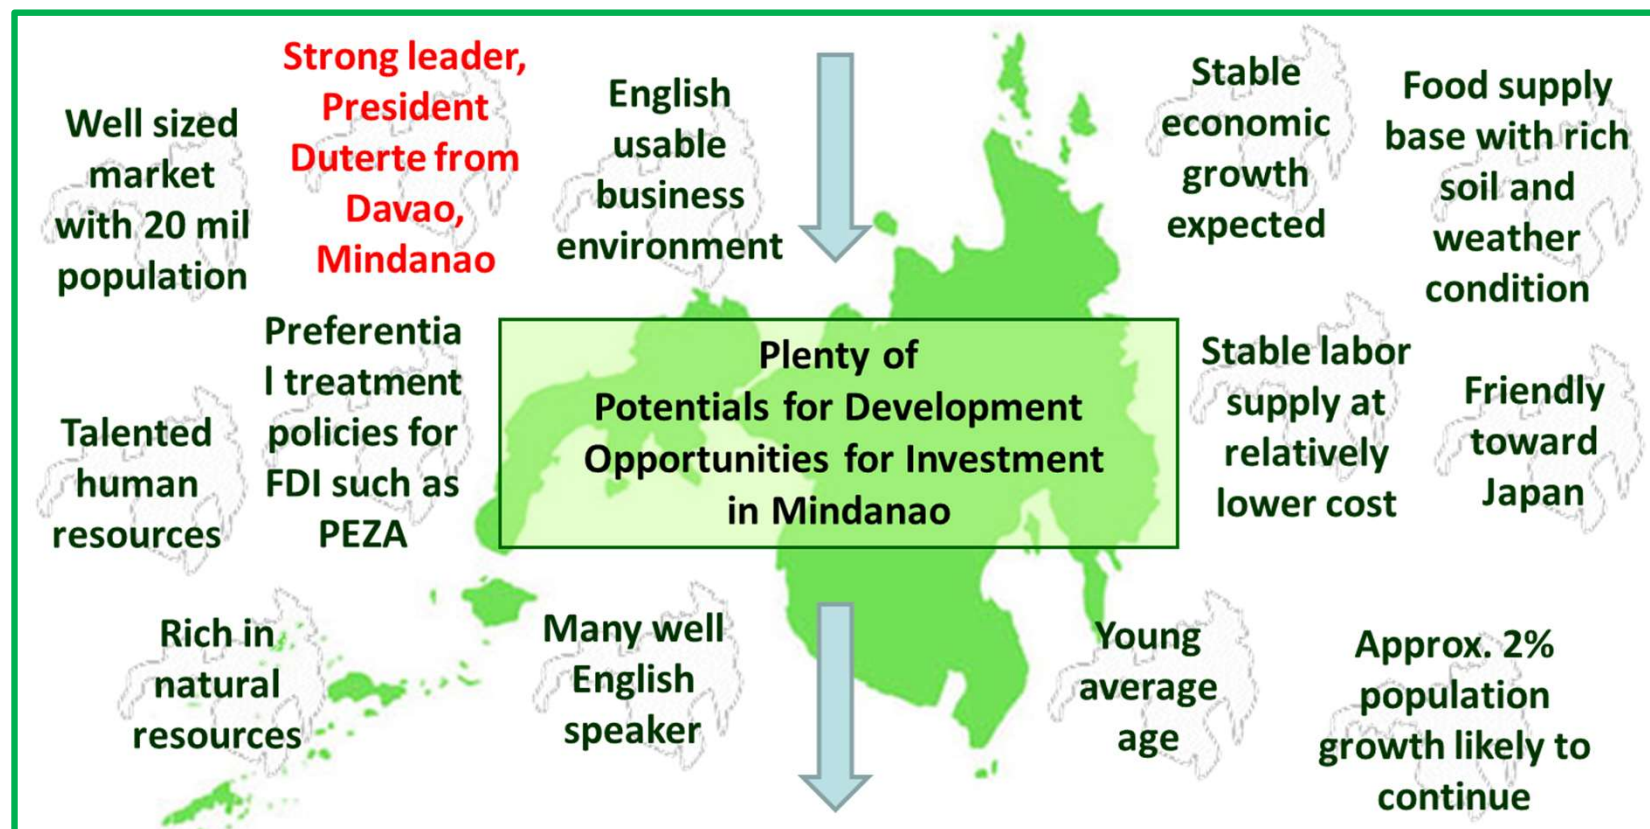 Well sized
market
with 20 mil
population
Strong leader,
President
Duterte from
Davao,
Mindanao
English
usable
business
environment
Stable
economic
growth
expected
Food supply
base with rich
soil and
weather
condition
Talented
human
resources
Preferentia
l treatment
policies for
FDI such as
PEZA
Plenty of
Potentials for Development
Opportunities for Investment
in Mindanao
Stable labor
supply at
relatively
lower cost
Friendly
toward
Japan
Rich in
natural
resources
Many well
English
speaker
Young
average
age
Approx. 2%
population
growth likely to
continue